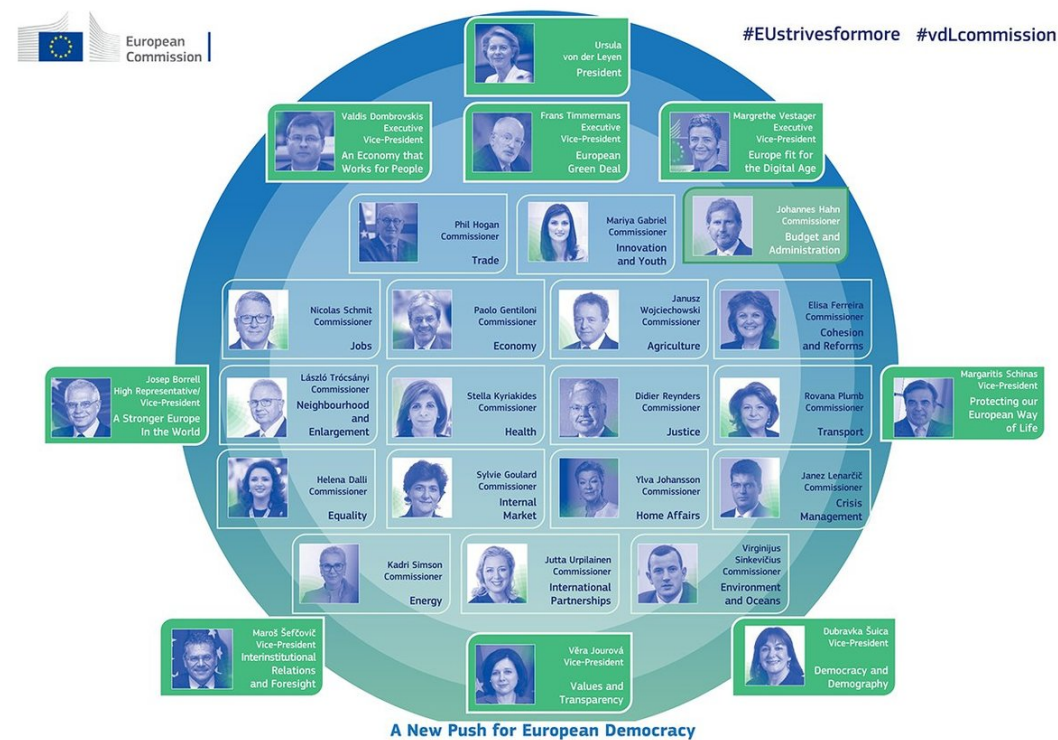 European
Commission
#EUstrivesformore #vdLcommission
Ursula
von der Leyen
President
Valdis Dombrovskis
Executive
Vice-President
An Economy that
Works for People
Frans Timmermans
Executive
Vice-President
European
Green Deal
Margrethe Vestager
Executive
Vice-President
Europe fit for
the Digital Age
Phil Hogan
Commissioner
Trade
Mariya Gabriel
Commissioner
Innovation
and Youth
Johannes Hahn
Commissioner
Budget and
Administration
Nicolas Schmit
Commissioner
Jobs
Paolo Gentiloni
Commissioner
Economy
Janusz
Wojciechowski
Commissioner
Agriculture
Elisa Ferreira
Commissioner
Cohesion
and Reforms
Josep Borrell
High Representative/
Vice-President
A Stronger Europe
In the World
László Trócsányi
Commissioner
Neighbourhood
and
Enlargement
Stella Kyriakides
Commissioner
Health
Didier Reynders
Commissioner
Justice
Rovana Plumb
Commissioner
Transport
Margaritis Schinas
Vice-President
Protecting our
European Way
of Life
Helena Dalli
Commissioner
Equality
Sylvie Goulard
Commissioner
Internal
Market
Ylva Johansson
Commissioner
Home Affairs
Janez Lenarčič
Commissioner
Crisis
Management
Kadri Simson
Commissioner
Energy
Jutta Urpilainen
Commissioner
International
Partnerships
Virginijus
Sinkevičius
Commissioner
Environment
and Oceans
Maroš Šefčovič
Vice-President
Interinstitutional
Relations
and Foresight
Věra Jourová
Vice-President
Values and
Transparency
Dubravka Šuica
Vice-President
Democracy and
Demography
A New Push for European Democracy